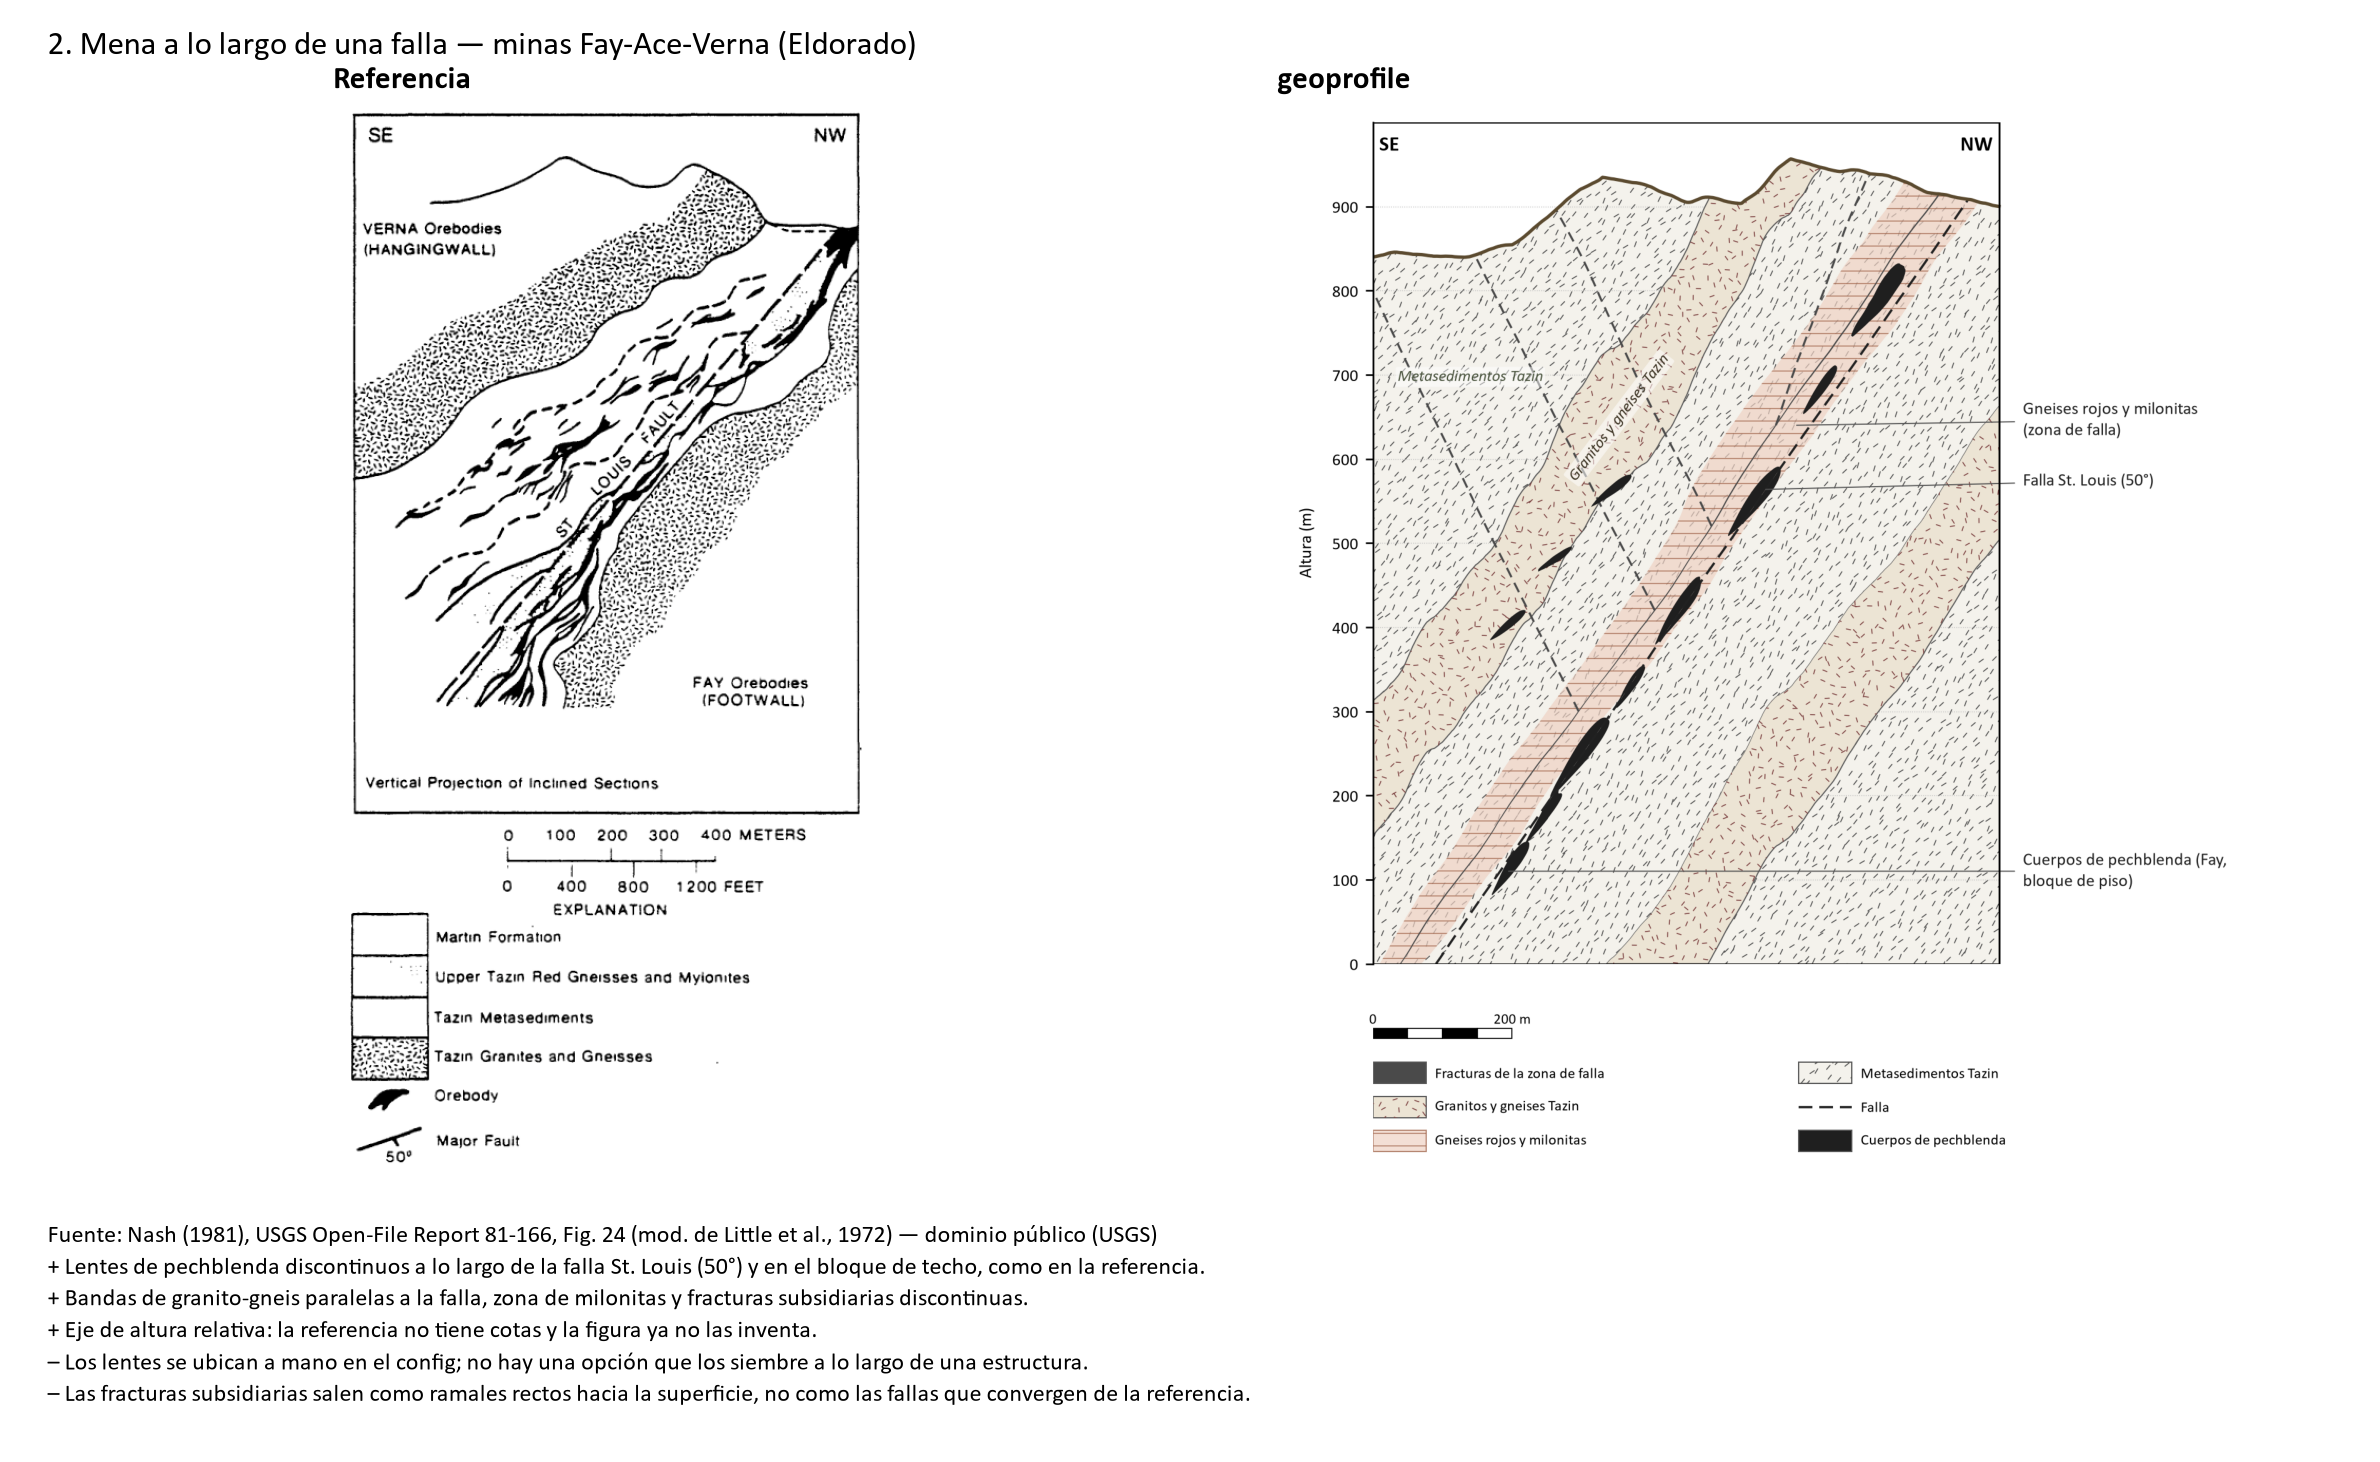 2. Mena a lo largo de una falla — minas Fay-Ace-Verna (Eldorado)
Referencia
SE
NW
VERNA Orebodies
(HANGINGWALL)
ST LOUIS FAULT
FAY Orebodies
(FOOTWALL)
Vertical Projection of Inclined Sections
0 100 200 300 400 METERS
0 400 800 1200 FEET
EXPLANATION
Martin Formation
Upper Tazin Red Gneisses and Mylonites
Tazin Metasediments
Tazin Granites and Gneisses
Orebody
Major Fault
50°
geoprofile
SE
NW
Altura (m)
900
800
700
600
500
400
300
200
100
0
Metasedimentos Tazin
Granitos y gneises Tazin
Gneises rojos y milonitas
(zona de falla)
Falla St. Louis (50°)
Cuerpos de pechblenda (Fay,
bloque de piso)
0 200 m
Fracturas de la zona de falla
Granitos y gneises Tazin
Gneises rojos y milonitas
Metasedimentos Tazin
Falla
Cuerpos de pechblenda
Fuente: Nash (1981), USGS Open-File Report 81-166, Fig. 24 (mod. de Little et al., 1972) — dominio público (USGS)
+ Lentes de pechblenda discontinuos a lo largo de la falla St. Louis (50°) y en el bloque de techo, como en la referencia.
+ Bandas de granito-gneis paralelas a la falla, zona de milonitas y fracturas subsidiarias discontinuas.
+ Eje de altura relativa: la referencia no tiene cotas y la figura ya no las inventa.
– Los lentes se ubican a mano en el config; no hay una opción que los siembre a lo largo de una estructura.
– Las fracturas subsidiarias salen como ramales rectos hacia la superficie, no como las fallas que convergen de la referencia.